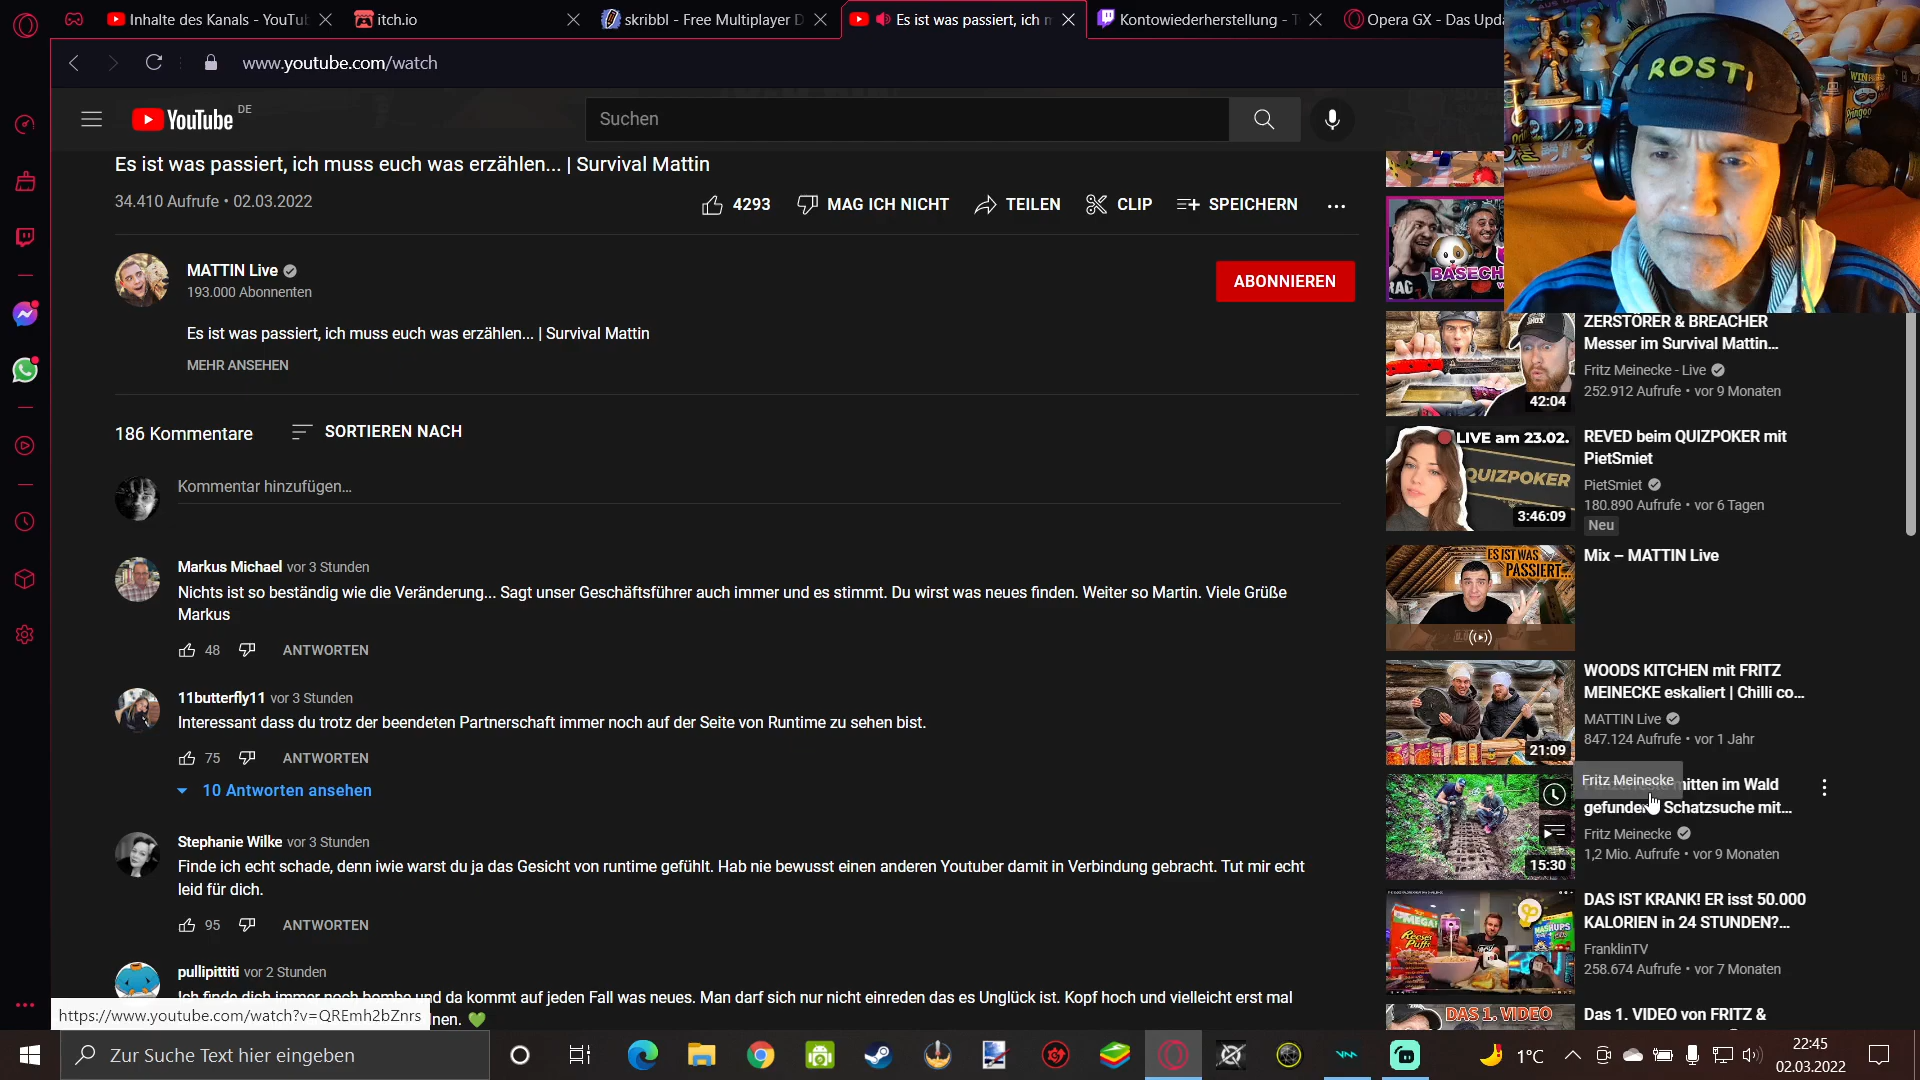 Inhalte des Kanals - YouTu
itch.io
skribbl - Free Multiplayer D
Es ist was passiert, ich m
Kontowiederherstellung - T
Opera GX - Das Upda
www.youtube.com/watch
YouTube DE
Suchen
ROSTI
Es ist was passiert, ich muss euch was erzählen... | Survival Mattin
34.410 Aufrufe • 02.03.2022
4293
MAG ICH NICHT
TEILEN
CLIP
SPEICHERN
MATTIN Live
193.000 Abonnenten
ABONNIEREN
Es ist was passiert, ich muss euch was erzählen... | Survival Mattin
MEHR ANSEHEN
186 Kommentare
SORTIEREN NACH
Kommentar hinzufügen...
Markus Michael vor 3 Stunden
Nichts ist so beständig wie die Veränderung... Sagt unser Geschäftsführer auch immer und es stimmt. Du wirst was neues finden. Weiter so Martin. Viele Grüße
Markus
48
ANTWORTEN
11butterfly11 vor 3 Stunden
Interessant dass du trotz der beendeten Partnerschaft immer noch auf der Seite von Runtime zu sehen bist.
75
ANTWORTEN
10 Antworten ansehen
Stephanie Wilke vor 3 Stunden
Finde ich echt schade, denn iwie warst du ja das Gesicht von runtime gefühlt. Hab nie bewusst einen anderen Youtuber damit in Verbindung gebracht. Tut mir echt
leid für dich.
95
ANTWORTEN
pullipittiti vor 2 Stunden
Ich finde dich immer noch bombe und da kommt auf jeden Fall was neues. Man darf sich nur nicht einreden das es Unglück ist. Kopf hoch und vielleicht erst mal
nen. 💚
https://www.youtube.com/watch?v=QREmh2bZnrs
BASECH
ZERSTÖRER & BREACHER
Messer im Survival Mattin...
Fritz Meinecke - Live
252.912 Aufrufe • vor 9 Monaten
42:04
LIVE am 23.02.
QUIZPOKER
3:46:09
REVED beim QUIZPOKER mit
PietSmiet
PietSmiet
180.890 Aufrufe • vor 6 Tagen
Neu
ES IST WAS
PASSIERT...
Mix – MATTIN Live
WOODS KITCHEN mit FRITZ
MEINECKE eskaliert | Chilli co...
MATTIN Live
847.124 Aufrufe • vor 1 Jahr
21:09
Fritz Meinecke
mitten im Wald
gefunden Schatzsuche mit...
Fritz Meinecke
1,2 Mio. Aufrufe • vor 9 Monaten
15:30
MEGA!
Reese's
Puffs
MASHUPS
DAS IST KRANK! ER isst 50.000
KALORIEN in 24 STUNDEN?...
FranklinTV
258.674 Aufrufe • vor 7 Monaten
DAS 1. VIDEO
Das 1. VIDEO von FRITZ &
Zur Suche Text hier eingeben
1°C
22:45
02.03.2022